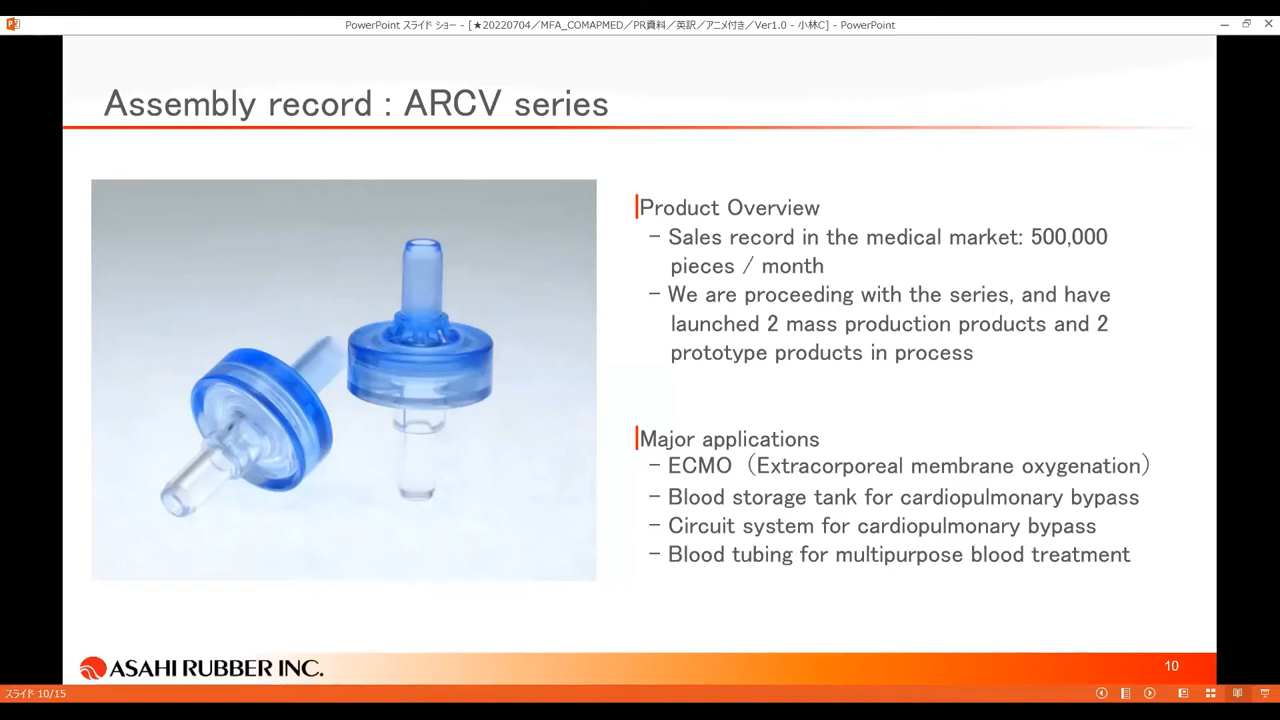 PowerPoint スライド ショー - [★20220704／MFA_COMAPMED／PR資料／英訳／アニメ付き／Ver1.0 - 小林C] - PowerPoint
Assembly record : ARCV series
Product Overview
– Sales record in the medical market: 500,000
pieces / month
– We are proceeding with the series, and have
launched 2 mass production products and 2
prototype products in process
Major applications
– ECMO（Extracorporeal membrane oxygenation）
– Blood storage tank for cardiopulmonary bypass
– Circuit system for cardiopulmonary bypass
– Blood tubing for multipurpose blood treatment
ASAHI RUBBER INC.
10
スライド 10/15